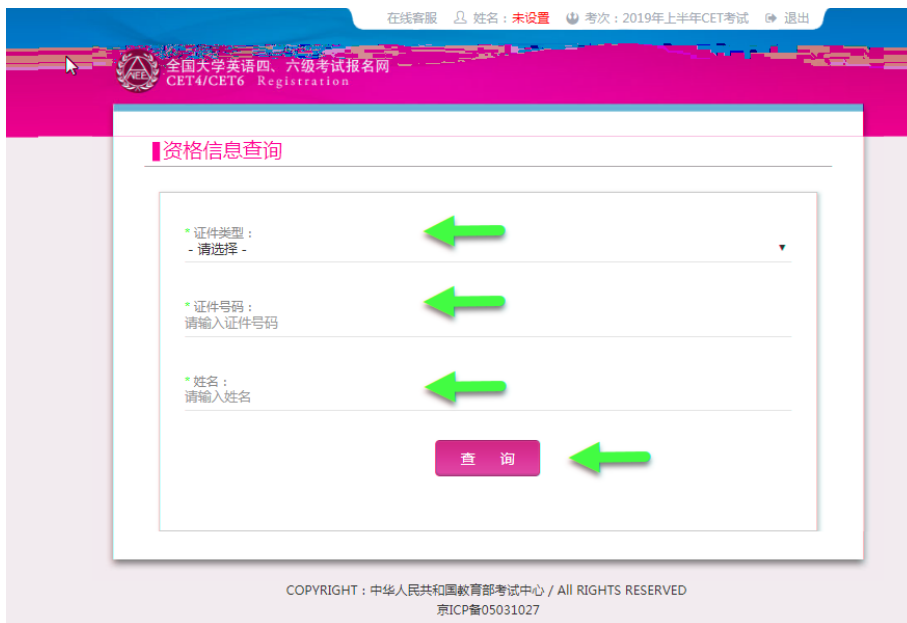 在线客服 姓名：未设置 考次：2019年上半年CET考试 退出
NEE
全国大学英语四、六级考试报名网
CET4/CET6 Registration
资格信息查询
* 证件类型：
- 请选择 -
* 证件号码：
请输入证件号码
* 姓名：
请输入姓名
查 询
COPYRIGHT：中华人民共和国教育部考试中心 / All RIGHTS RESERVED
京ICP备05031027